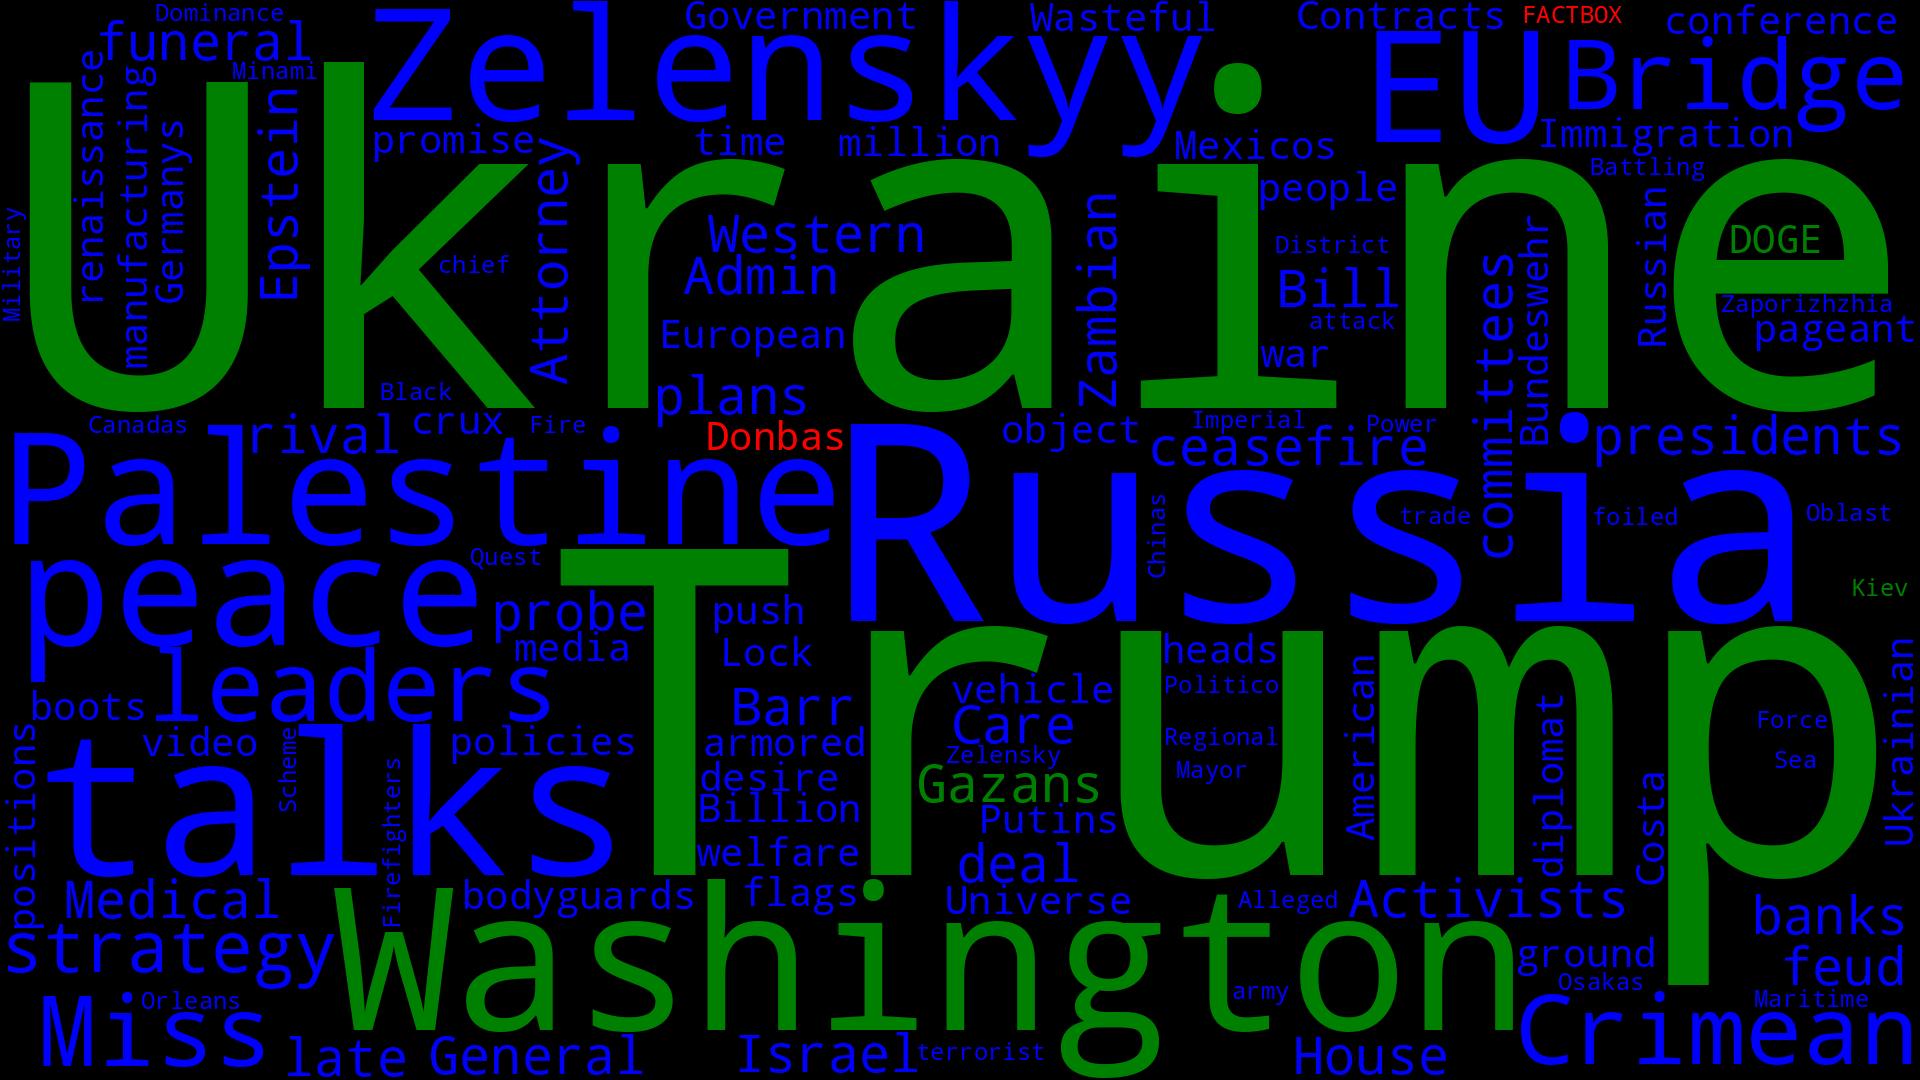 Dominance
Government
Wasteful
Contracts
FACTBOX
conference
funeral
Zelenskyy
EU
Bridge
Minami
renaissance
manufacturing
Germanys
Epstein
promise
Attorney
time
million
Mexicos
Immigration
Battling
Ukraine
people
Military
chief
Western
Admin
Zambian
District
Bill
attack
committees
Bundeswehr
Russian
DOGE
Zaporizhzhia
pageant
European
war
plans
Black
Canadas
rival
crux
Fire
Donbas
object
Imperial
Power
ceasefire
presidents
Palestine
Russia
Chinas
trade
foiled
Oblast
Quest
peace
Kiev
probe
push
media
Lock
heads
Trump
leaders
boots
Barr
vehicle
Politico
American
diplomat
Ukrainian
Care
Force
video
Scheme
policies
armored
Zelensky
Regional
Sea
positions
talks
Firefighters
desire
Gazans
Mayor
Billion
Putins
Costa
welfare
deal
Medical
bodyguards
flags
Universe
Alleged
Activists
banks
strategy
Washington
ground
feud
Osakas
army
Miss
Orleans
Maritime
Crimean
late
General
Israel
terrorist
House